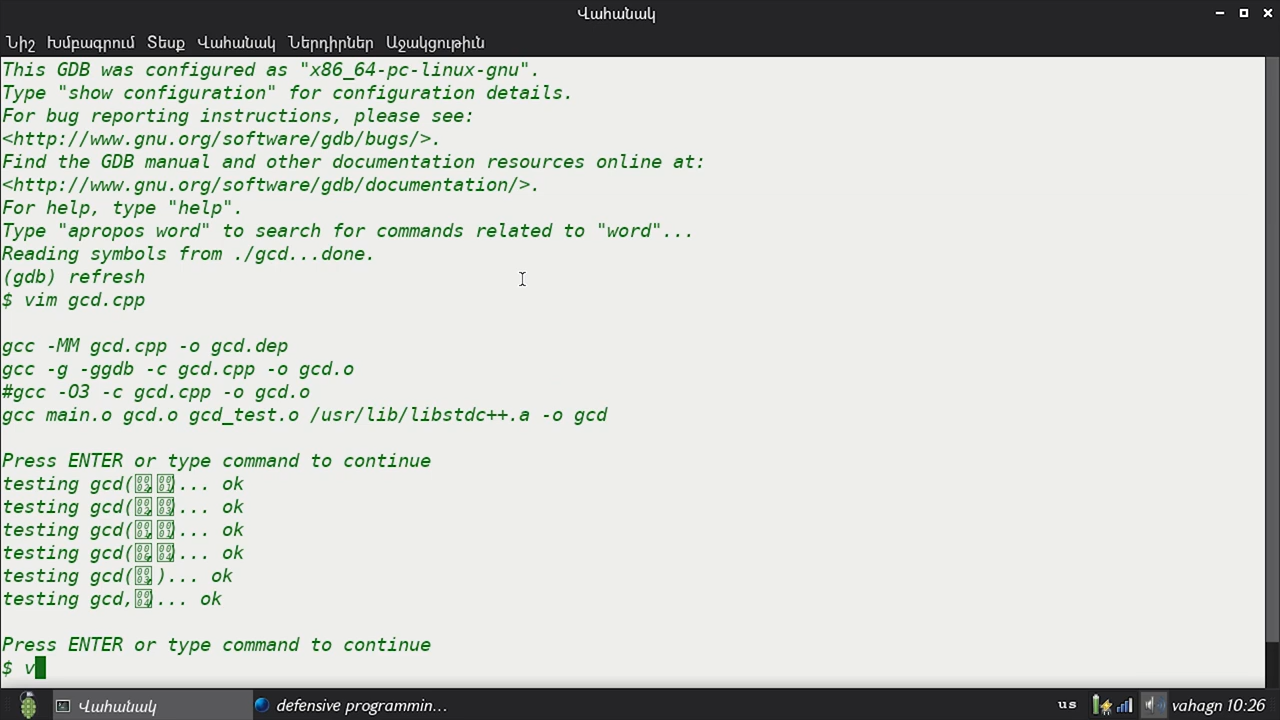 Վահանակ
Նիշ Խմբագրում Տեսք Վահանակ Ներդիրներ Աջակցութիւն
This GDB was configured as "x86_64-pc-linux-gnu".
Type "show configuration" for configuration details.
For bug reporting instructions, please see:
<http://www.gnu.org/software/gdb/bugs/>.
Find the GDB manual and other documentation resources online at:
<http://www.gnu.org/software/gdb/documentation/>.
For help, type "help".
Type "apropos word" to search for commands related to "word"...
Reading symbols from ./gcd...done.
(gdb) refresh
$ vim gcd.cpp
gcc -MM gcd.cpp -o gcd.dep
gcc -g -ggdb -c gcd.cpp -o gcd.o
#gcc -O3 -c gcd.cpp -o gcd.o
gcc main.o gcd.o gcd_test.o /usr/lib/libstdc++.a -o gcd
Press ENTER or type command to continue
testing gcd(,)... ok
testing gcd(,)... ok
testing gcd(,)... ok
testing gcd(,)... ok
testing gcd(, )... ok
testing gcd,)... ok
Press ENTER or type command to continue
$ v
Վահանակ defensive programmin... us vahagn 10:26